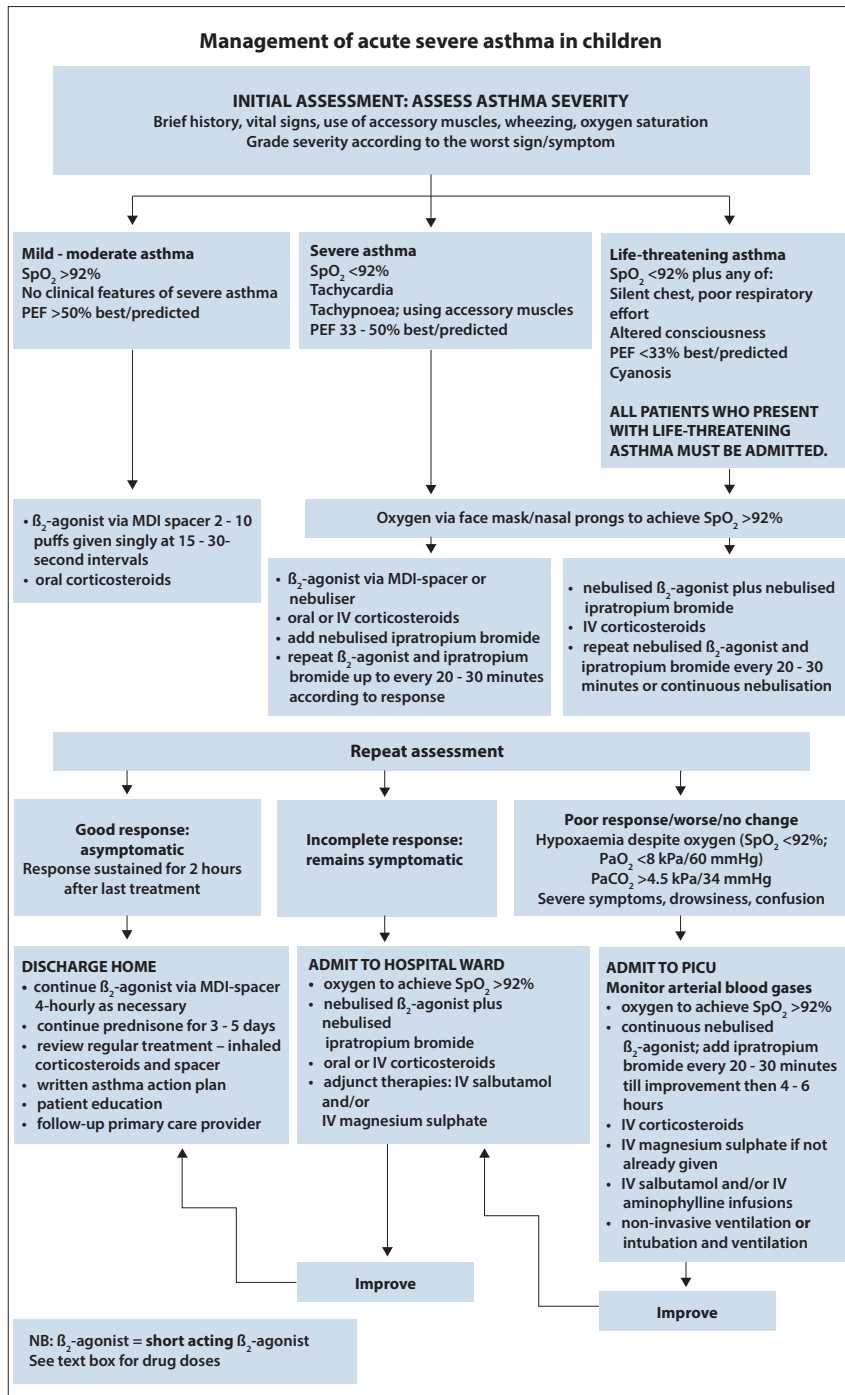 Management of acute severe asthma in children
INITIAL ASSESSMENT: ASSESS ASTHMA SEVERITY
Brief history, vital signs, use of accessory muscles, wheezing, oxygen saturation
Grade severity according to the worst sign/symptom
Mild - moderate asthma
SpO₂ >92%
No clinical features of severe asthma
PEF >50% best/predicted
Severe asthma
SpO₂ <92%
Tachycardia
Tachypnoea; using accessory muscles
PEF 33 - 50% best/predicted
Life-threatening asthma
SpO₂ <92% plus any of:
Silent chest, poor respiratory
effort
Altered consciousness
PEF <33% best/predicted
Cyanosis
ALL PATIENTS WHO PRESENT
WITH LIFE-THREATENING
ASTHMA MUST BE ADMITTED.
• ß₂-agonist via MDI spacer 2 - 10
puffs given singly at 15 - 30-
second intervals
• oral corticosteroids
Oxygen via face mask/nasal prongs to achieve SpO₂ >92%
• ß₂-agonist via MDI-spacer or
nebuliser
• oral or IV corticosteroids
• add nebulised ipratropium bromide
• repeat ß₂-agonist and ipratropium
bromide up to every 20 - 30 minutes
according to response
• nebulised ß₂-agonist plus nebulised
ipratropium bromide
• IV corticosteroids
• repeat nebulised ß₂-agonist and
ipratropium bromide every 20 - 30
minutes or continuous nebulisation
Repeat assessment
Good response:
asymptomatic
Response sustained for 2 hours
after last treatment
Incomplete response:
remains symptomatic
Poor response/worse/no change
Hypoxaemia despite oxygen (SpO₂ <92%;
PaO₂ <8 kPa/60 mmHg)
PaCO₂ >4.5 kPa/34 mmHg
Severe symptoms, drowsiness, confusion
DISCHARGE HOME
• continue ß₂-agonist via MDI-spacer
4-hourly as necessary
• continue prednisone for 3 - 5 days
• review regular treatment – inhaled
corticosteroids and spacer
• written asthma action plan
• patient education
• follow-up primary care provider
ADMIT TO HOSPITAL WARD
• oxygen to achieve SpO₂ >92%
• nebulised ß₂-agonist plus
nebulised
ipratropium bromide
• oral or IV corticosteroids
• adjunct therapies: IV salbutamol
and/or
IV magnesium sulphate
ADMIT TO PICU
Monitor arterial blood gases
• oxygen to achieve SpO₂ >92%
• continuous nebulised
ß₂-agonist; add ipratropium
bromide every 20 - 30 minutes
till improvement then 4 - 6
hours
• IV corticosteroids
• IV magnesium sulphate if not
already given
• IV salbutamol and/or IV
aminophylline infusions
• non-invasive ventilation or
intubation and ventilation
Improve
Improve
NB: ß₂-agonist = short acting ß₂-agonist
See text box for drug doses